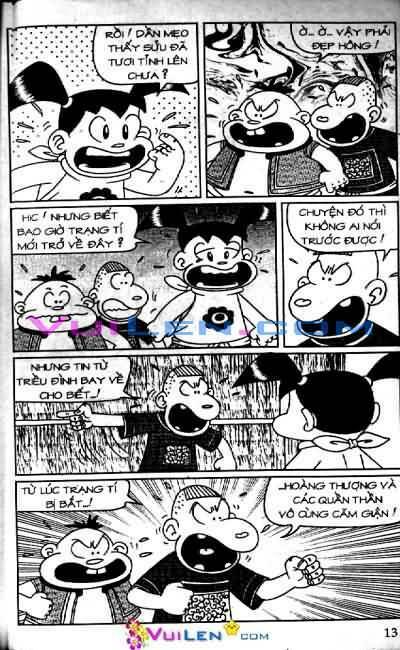 RỒI! DẦN MẸO
THẤY SỬU ĐÃ
TƯƠI TỈNH LÊN
CHƯA?
Ờ... Ờ... VẬY PHẢI
ĐẸP HÔNG!
HIC! NHƯNG BIẾT
BAO GIỜ TRẠNG TÍ
MỚI TRỞ VỀ ĐÂY?
CHUYỆN ĐÓ THÌ
KHÔNG AI NÓI
TRƯỚC ĐƯỢC!
VuiLen.com
NHƯNG TIN TỪ
TRIỀU ĐÌNH BAY VỀ
CHO BIẾT...!
TỪ LÚC TRẠNG TÍ
BỊ BẮT...!
...HOÀNG THƯỢNG VÀ
CÁC QUẦN THẦN
VÔ CÙNG CĂM GIẬN!
13
VuiLen.com